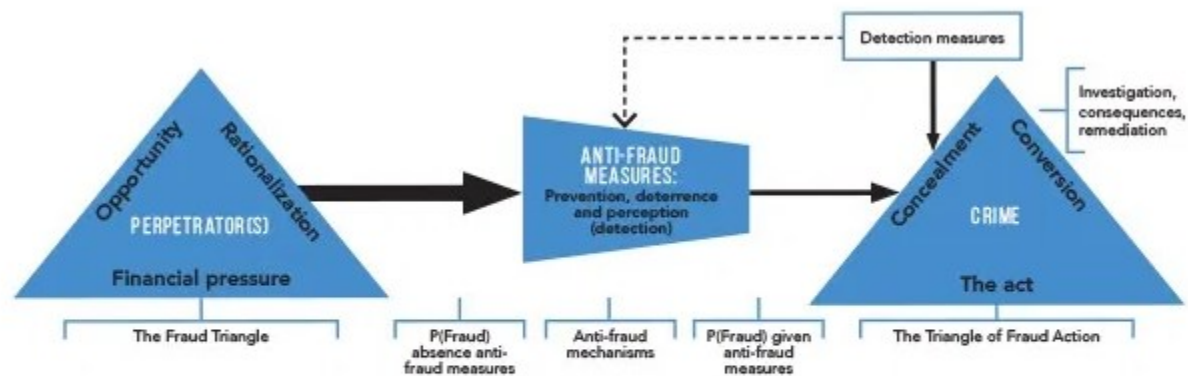 Detection measures
Investigation,
consequences,
remediation
Opportunity
Rationalization
PERPETRATOR(S)
Financial pressure
ANTI-FRAUD
MEASURES:
Prevention, deterrence
and perception
(detection)
Concealment
Conversion
CRIME
The act
The Fraud Triangle
P(Fraud)
absence anti-
fraud measures
Anti-fraud
mechanisms
P(Fraud) given
anti-fraud
measures
The Triangle of Fraud Action